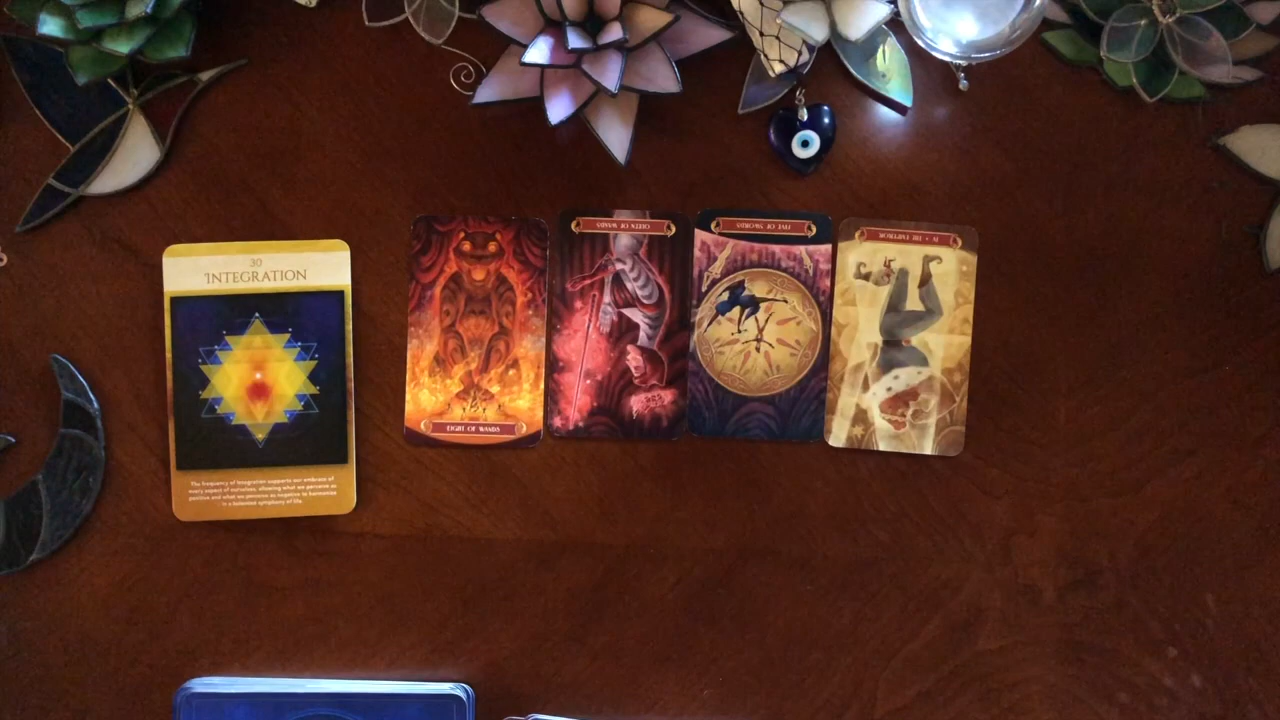 30
INTEGRATION
The frequency of Integration supports our embrace of
every aspect of ourselves, allowing what we perceive as
positive and what we perceive as negative to harmonize
in a balanced symphony of life.
EIGHT OF WANDS
QUEEN OF WANDS
FIVE OF SWORDS
IV • THE EMPEROR